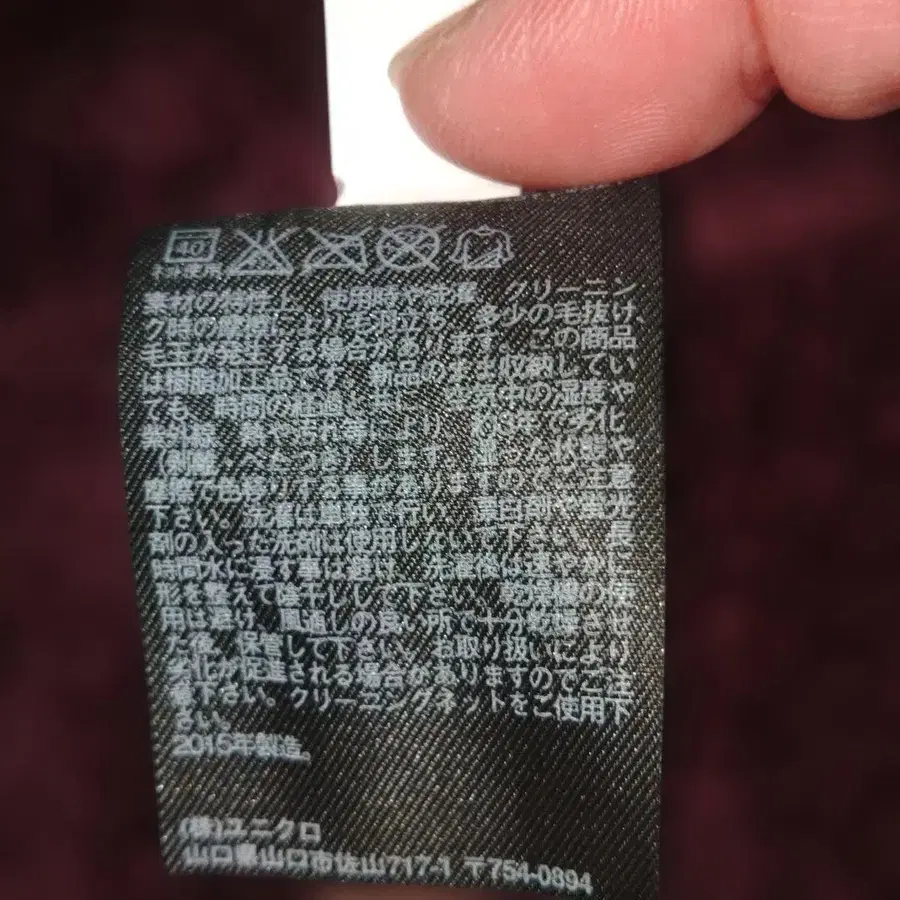 40
ネット使用
素材の特性上、使用時や洗濯、クリーニン
グ時の摩擦により毛羽立ち、多少の毛抜け、
毛玉が発生する場合があります。この商品
は樹脂加工品です。新品のまま収納してい
ても、時間の経過と共に空気中の湿度や
紫外線、熱や汚れ等により、約3年で劣化
(剥離、べたつき)します。湿った状態や
摩擦で色移りする事がありますのでご注意
下さい。洗濯は単独で行い、漂白剤や蛍光
剤の入った洗剤は使用しないで下さい。長
時間水に浸す事は避け、洗濯後は速やかに
形を整えて陰干しして下さい。乾燥機の使
用は避け、風通しの良い所で十分乾燥させ
た後、保管して下さい。お取り扱いにより
劣化が促進される場合がありますのでご注
意下さい。クリーニングネットをご使用下
さい。
2015年製造。
(株)ユニクロ
山口県山口市佐山717-1 〒754-0894